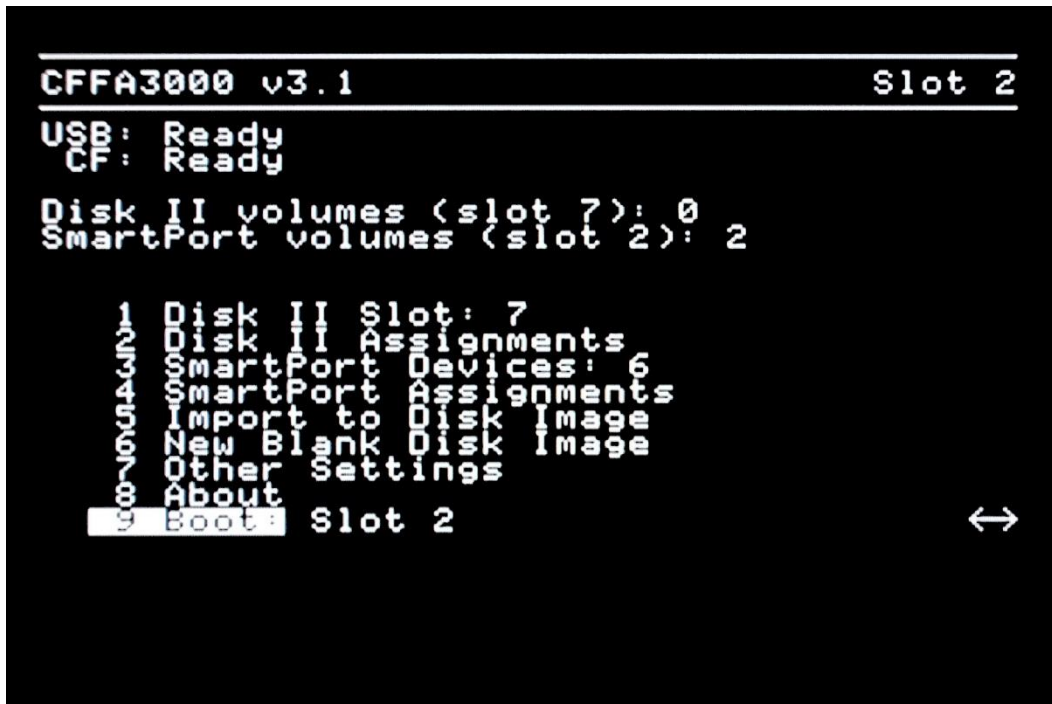 CFFA3000 v3.1 Slot 2
USB: Ready
CF: Ready
Disk II volumes (slot 7): 0
SmartPort volumes (slot 2): 2
1 Disk II Slot: 7
2 Disk II Assignments
3 SmartPort Devices: 6
4 SmartPort Assignments
5 Import to Disk Image
6 New Blank Disk Image
7 Other Settings
8 About
9 Boot: Slot 2